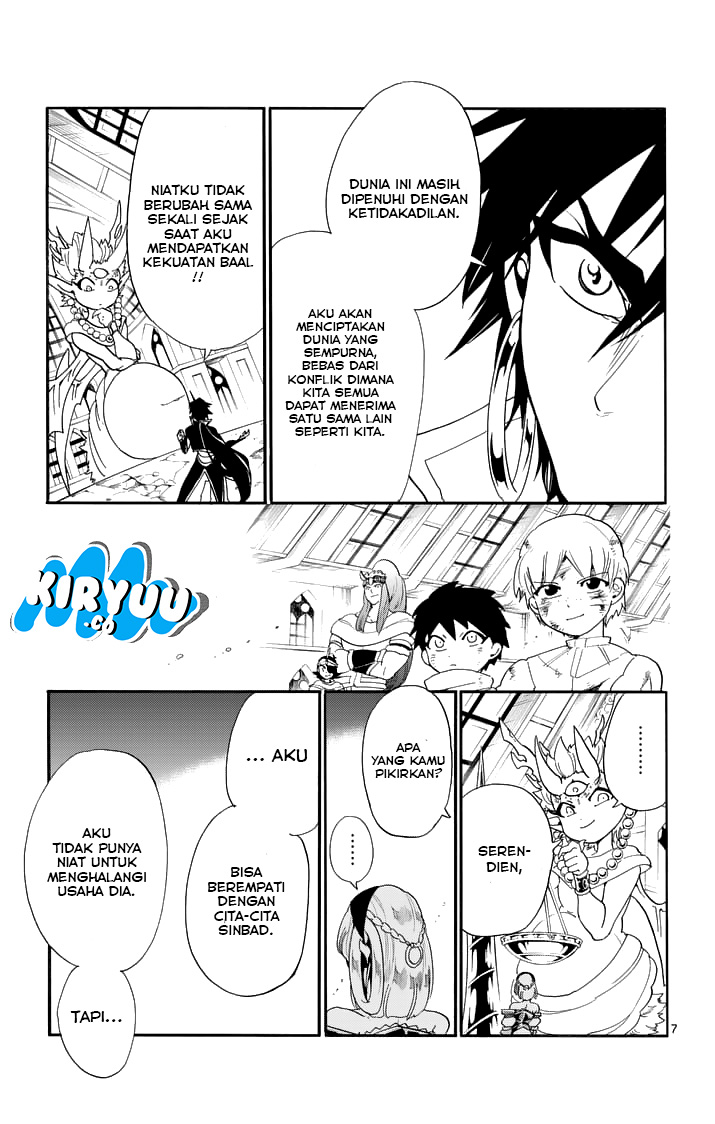 DUNIA INI MASIH
DIPENUHI DENGAN
KETIDAKADILAN.
AKU AKAN
MENCIPTAKAN
DUNIA YANG
SEMPURNA,
BEBAS DARI
KONFLIK DIMANA
KITA SEMUA
DAPAT MENERIMA
SATU SAMA LAIN
SEPERTI KITA.
NIATKU TIDAK
BERUBAH SAMA
SEKALI SEJAK
SAAT AKU
MENDAPATKAN
KEKUATAN BAAL
!!
KIRYUU
.CO
.........
SEREN-
DIEN,
APA
YANG KAMU
PIKIRKAN?
......
... AKU
BISA
BEREMPATI
DENGAN
CITA-CITA
SINBAD.
AKU
TIDAK PUNYA
NIAT UNTUK
MENGHALANGI
USAHA DIA.
TAPI...
7